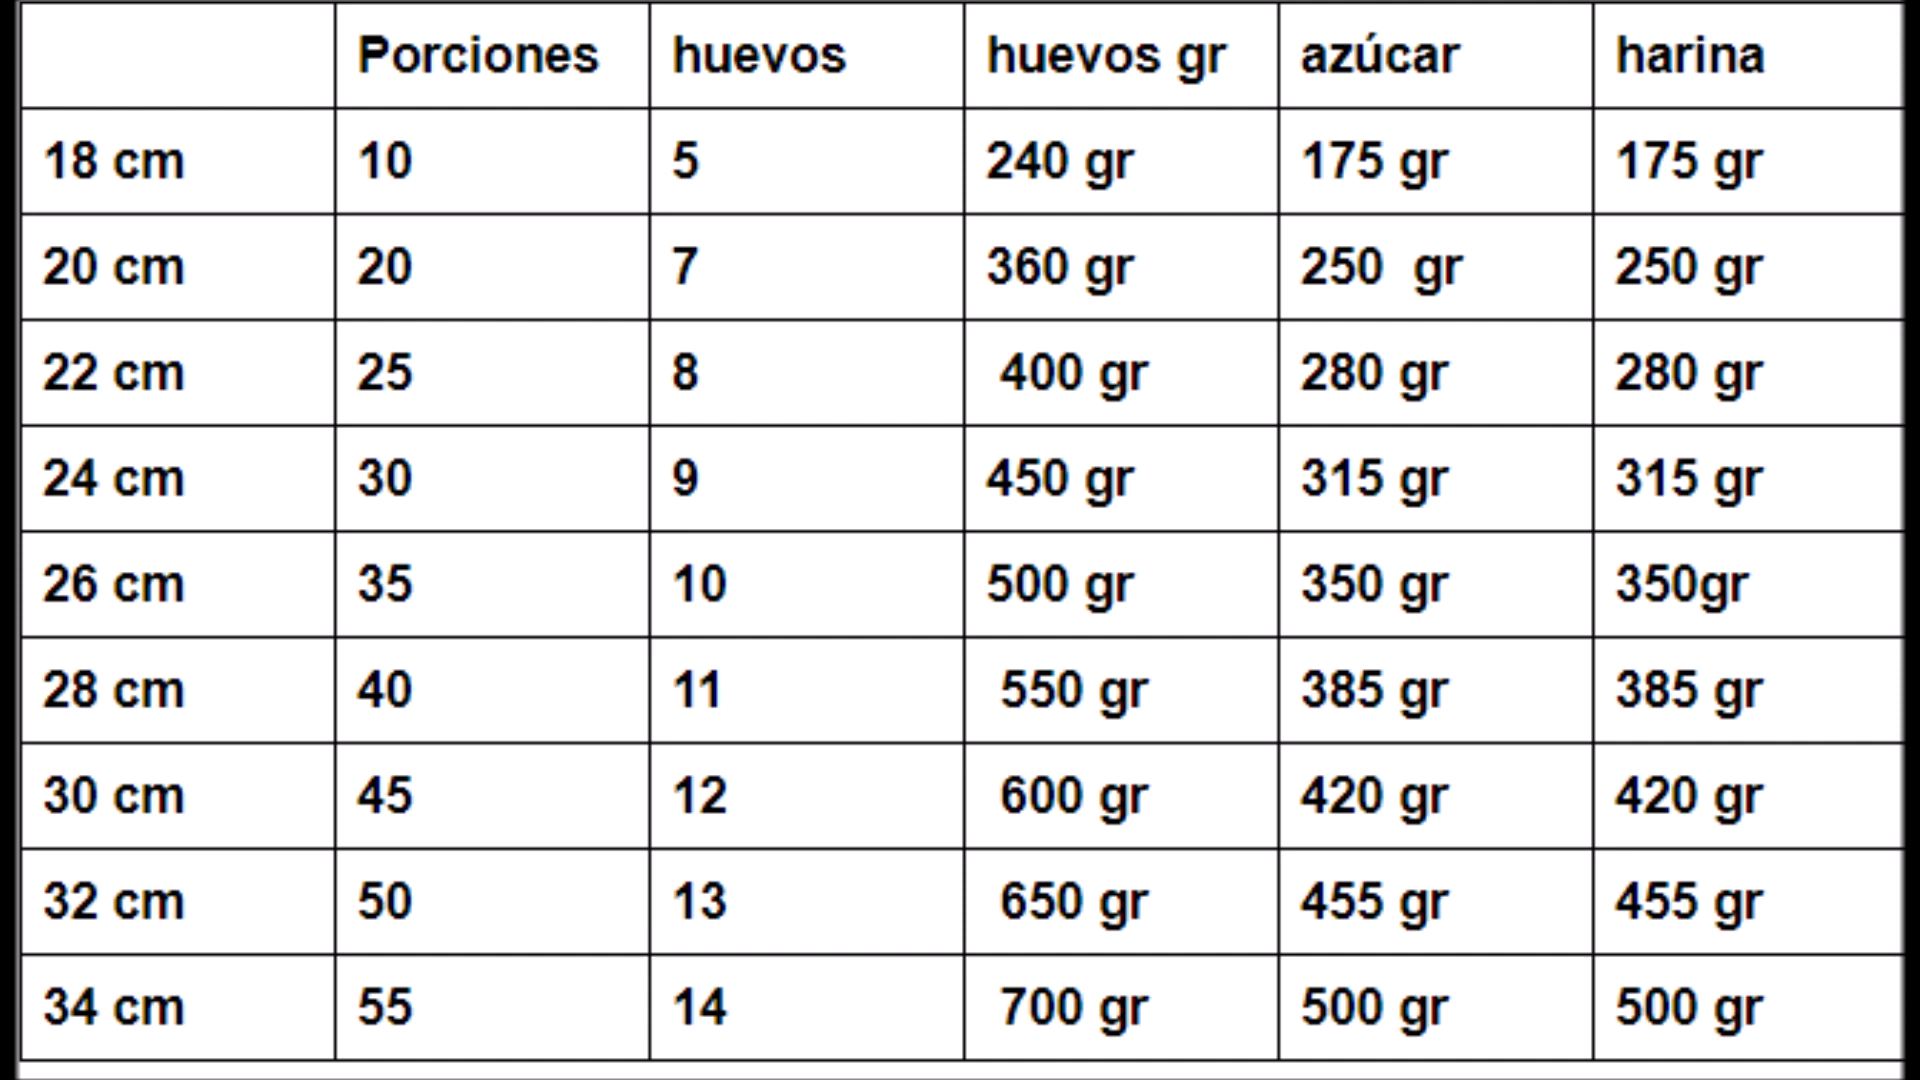 Porciones huevos huevos gr azúcar harina
18 cm 10 5 240 gr 175 gr 175 gr
20 cm 20 7 360 gr 250  gr 250 gr
22 cm 25 8 400 gr 280 gr 280 gr
24 cm 30 9 450 gr 315 gr 315 gr
26 cm 35 10 500 gr 350 gr 350gr
28 cm 40 11 550 gr 385 gr 385 gr
30 cm 45 12 600 gr 420 gr 420 gr
32 cm 50 13 650 gr 455 gr 455 gr
34 cm 55 14 700 gr 500 gr 500 gr